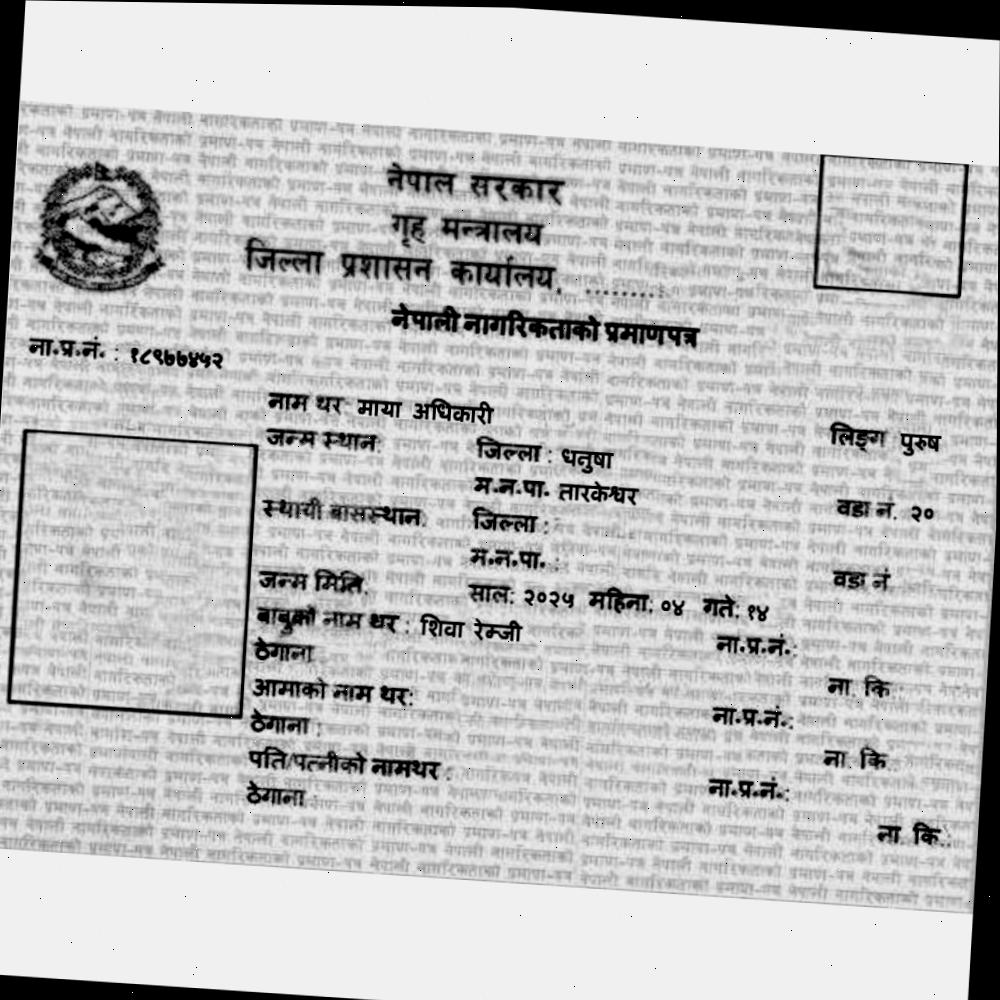 नेपाल सरकार
गृह मन्त्रालय
जिल्ला प्रशासन कार्यालय, .........
नेपाली नागरिकताको प्रमाणपत्र
ना.प्र.नं. : १८९७७४५२
नाम थर: माया अधिकारी लिङ्ग पुरुष
जन्म स्थान: जिल्ला : धनुषा
म.न.पा. तारकेश्वर वडा नं. २०
स्थायी बासस्थान: जिल्ला :
म.न.पा. : वडा नं
जन्म मिति: साल: २०२५ महिना: ०४ गते: १४
बाबुको नाम थर : शिवा रेम्जी ना.प्र.नं.:
ठेगाना ना. कि.:
आमाको नाम थर: ना.प्र.नं.:
ठेगाना : ना. कि.:
पति/पत्नीको नामथर : ना.प्र.नं.:
ठेगाना : ना. कि.: